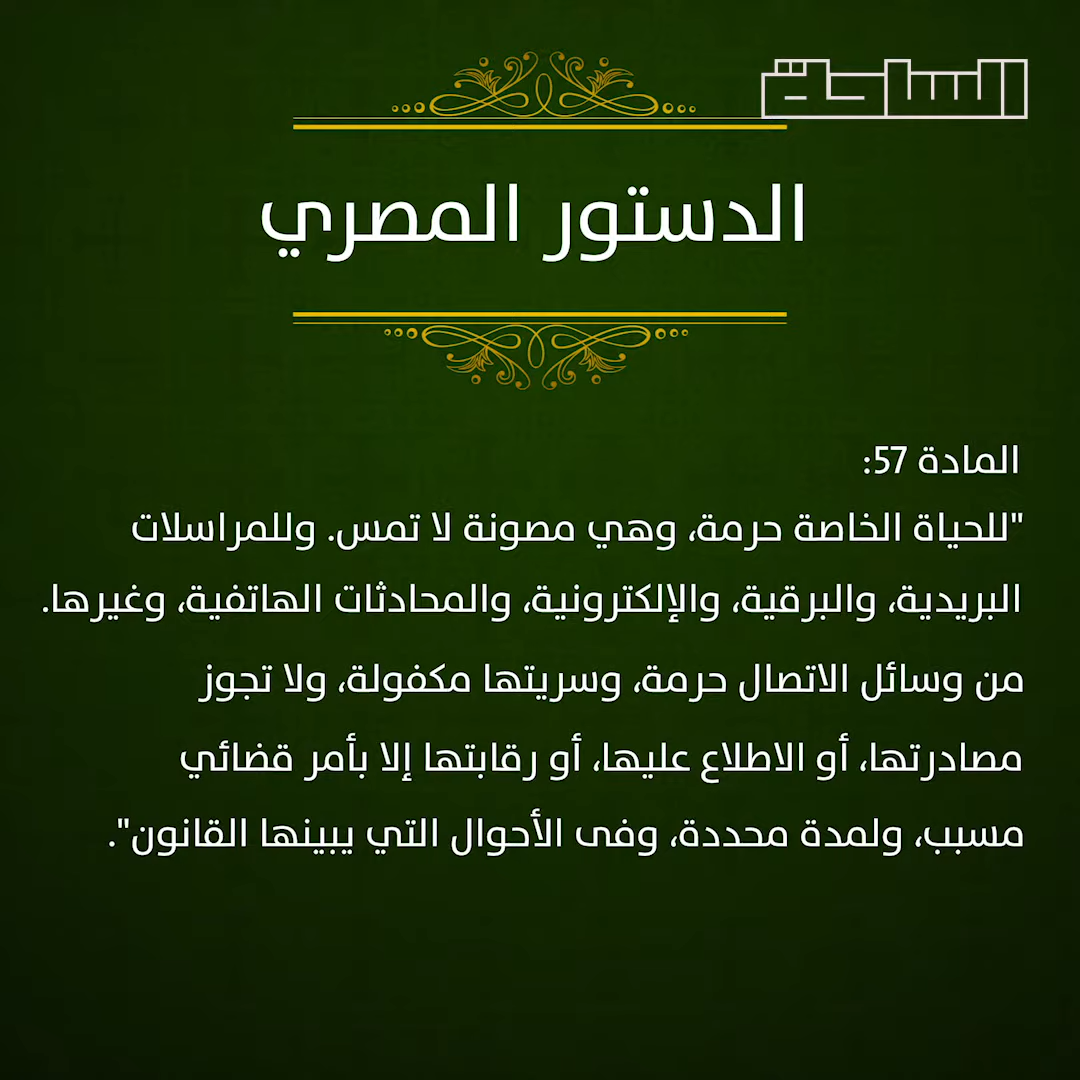 الساحة
الدستور المصري
المادة 57:
"للحياة الخاصة حرمة، وهي مصونة لا تمس. وللمراسلات
البريدية، والبرقية، والإلكترونية، والمحادثات الهاتفية، وغيرها.
من وسائل الاتصال حرمة، وسريتها مكفولة، ولا تجوز
مصادرتها، أو الاطلاع عليها، أو رقابتها إلا بأمر قضائي
مسبب، ولمدة محددة، وفى الأحوال التي يبينها القانون".